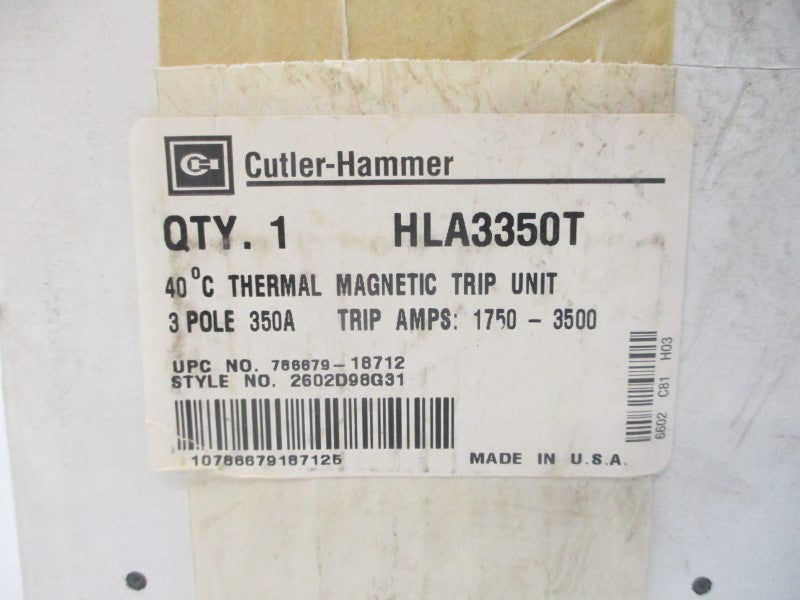 Cutler-Hammer
QTY. 1 HLA3350T
40°C THERMAL MAGNETIC TRIP UNIT
3 POLE 350A TRIP AMPS: 1750 - 3500
UPC NO. 786679-18712
STYLE NO. 2602D98G31
10786679187125
MADE IN U.S.A.
6602 C81 H03